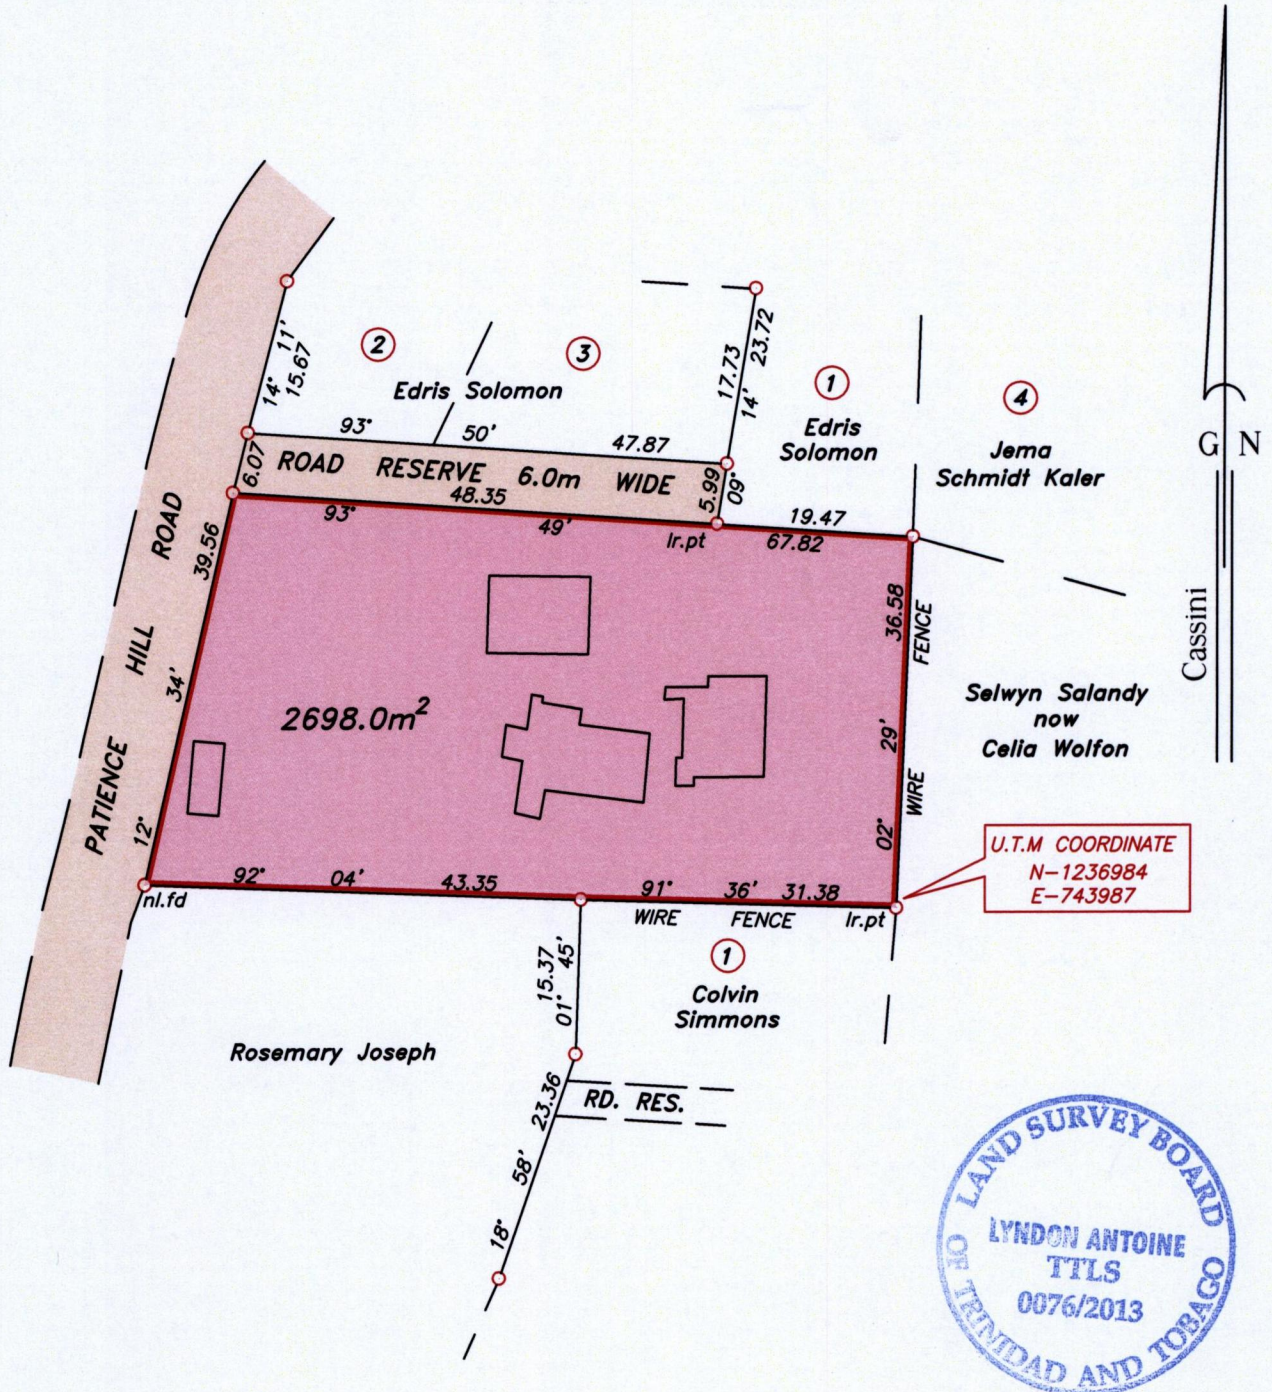 14° 11'
15.67
2
3
Edris Solomon
17.73
23.72
14'
09°
1
Edris
Solomon
4
Jema
Schmidt Kaler
G N
Cassini
93° 50' 47.87
6.07
ROAD RESERVE 6.0m WIDE
5.99
48.35
93° 49'
Ir.pt
19.47
67.82
PATIENCE HILL ROAD
39.56
34'
12°
2698.0m²
36.58
29'
02°
WIRE FENCE
Selwyn Salandy
now
Celia Wolfon
U.T.M COORDINATE
N-1236984
E-743987
nl.fd
92° 04' 43.35
91° 36' 31.38
WIRE FENCE
Ir.pt
15.37
01° 45'
1
Colvin
Simmons
Rosemary Joseph
23.36
18° 58'
RD. RES.
LAND SURVEY BOARD
LYNDON ANTOINE
TTLS
0076/2013
OF TRINIDAD AND TOBAGO